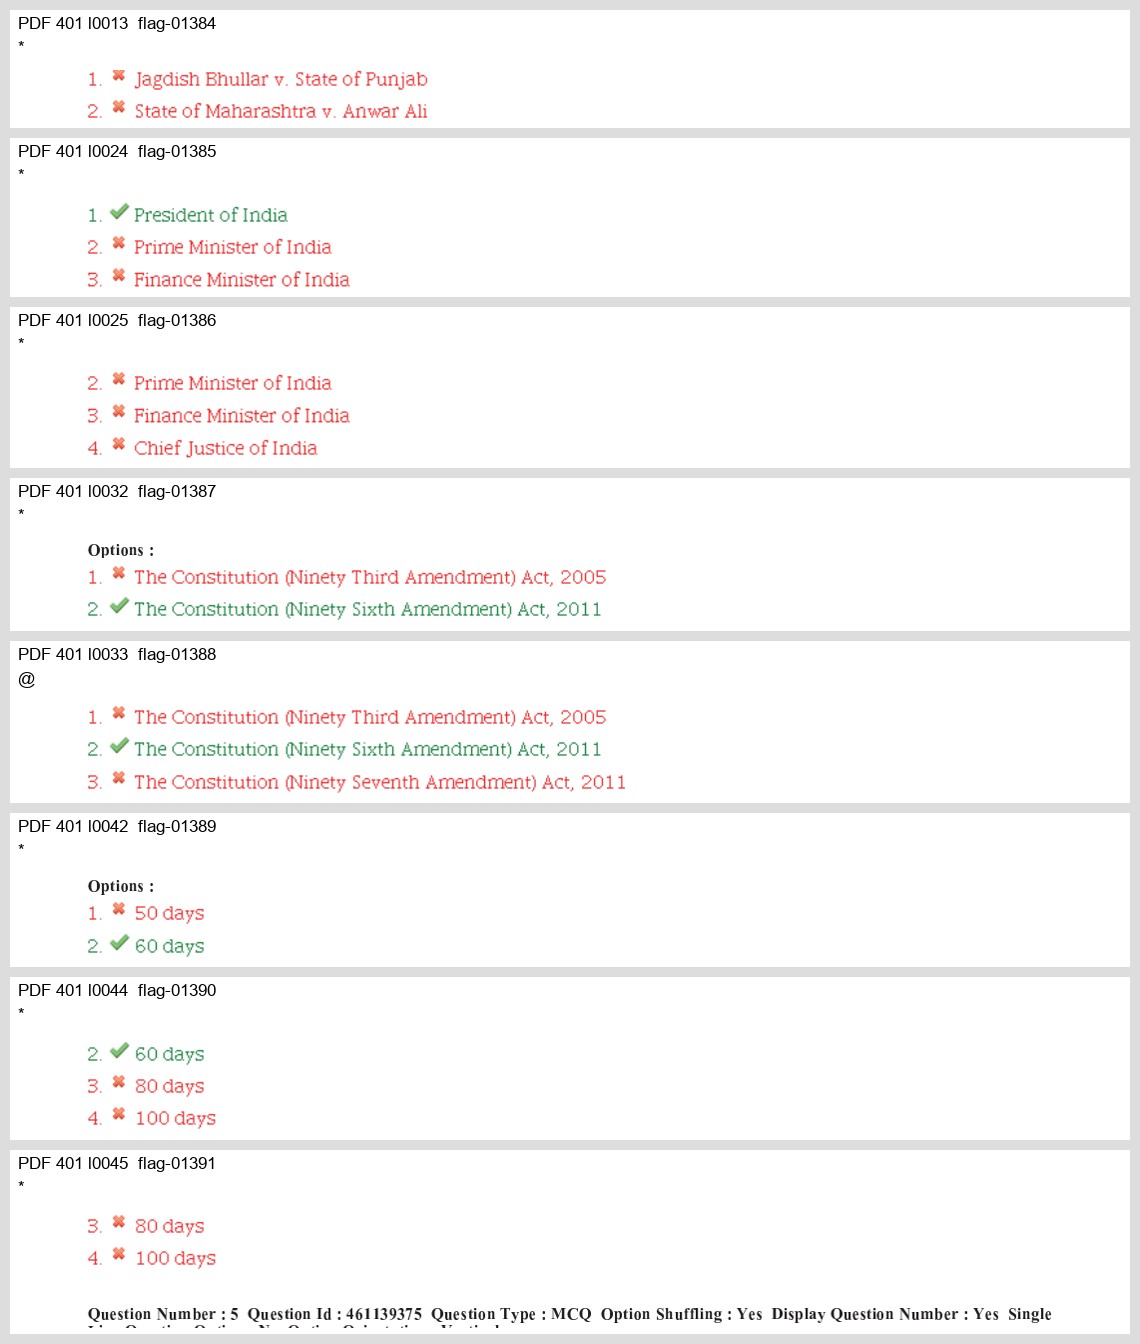 PDF 401 l0013 flag-01384
*
1. Jagdish Bhullar v. State of Punjab
2. State of Maharashtra v. Anwar Ali
PDF 401 l0024 flag-01385
*
1. President of India
2. Prime Minister of India
3. Finance Minister of India
PDF 401 l0025 flag-01386
*
2. Prime Minister of India
3. Finance Minister of India
4. Chief Justice of India
PDF 401 l0032 flag-01387
*
Options :
1. The Constitution (Ninety Third Amendment) Act, 2005
2. The Constitution (Ninety Sixth Amendment) Act, 2011
PDF 401 l0033 flag-01388
@
1. The Constitution (Ninety Third Amendment) Act, 2005
2. The Constitution (Ninety Sixth Amendment) Act, 2011
3. The Constitution (Ninety Seventh Amendment) Act, 2011
PDF 401 l0042 flag-01389
*
Options :
1. 50 days
2. 60 days
PDF 401 l0044 flag-01390
*
2. 60 days
3. 80 days
4. 100 days
PDF 401 l0045 flag-01391
*
3. 80 days
4. 100 days
Question Number : 5 Question Id : 461139375 Question Type : MCQ Option Shuffling : Yes Display Question Number : Yes Single